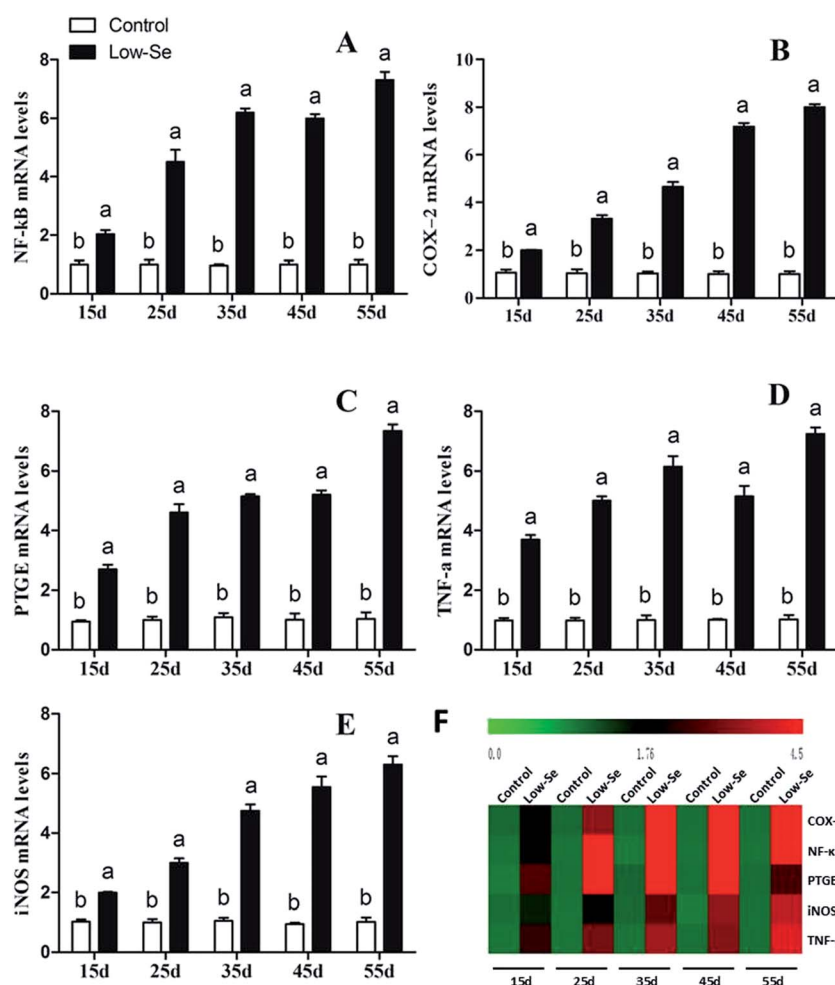 Control
Low-Se
A
NF-kB mRNA levels
8
6
4
2
0
a
a
a
a
a
b
b
b
b
b
15d 25d 35d 45d 55d
B
COX-2 mRNA levels
10
8
6
4
2
0
a
a
a
a
a
b
b
b
b
b
15d 25d 35d 45d 55d
C
PTGE mRNA levels
8
6
4
2
0
a
a
a
a
a
b
b
b
b
b
15d 25d 35d 45d 55d
D
TNF-a mRNA levels
8
6
4
2
0
a
a
a
a
a
b
b
b
b
b
15d 25d 35d 45d 55d
E
iNOS mRNA levels
8
6
4
2
0
a
a
a
a
a
b
b
b
b
b
15d 25d 35d 45d 55d
F
0.0 1.76 4.5
Control Low-Se Control Low-Se Control Low-Se Control Low-Se Control Low-Se
COX-
NF-κ
PTGE
iNOS
TNF-
15d 25d 35d 45d 55d